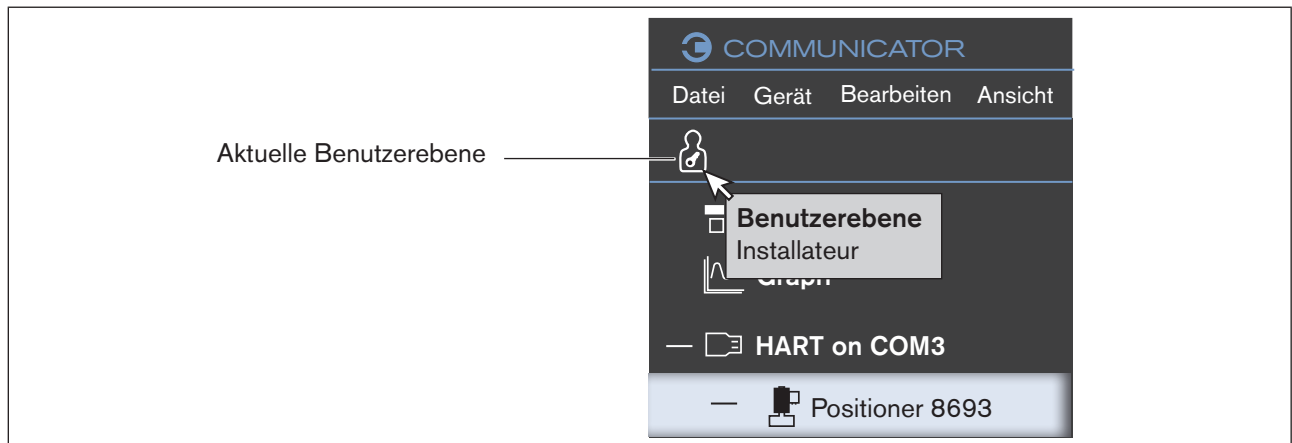 COMMUNICATOR
Datei Gerät Bearbeiten Ansicht
Aktuelle Benutzerebene
Benutzerebene
Installateur
Graph
HART on COM3
Positioner 8693